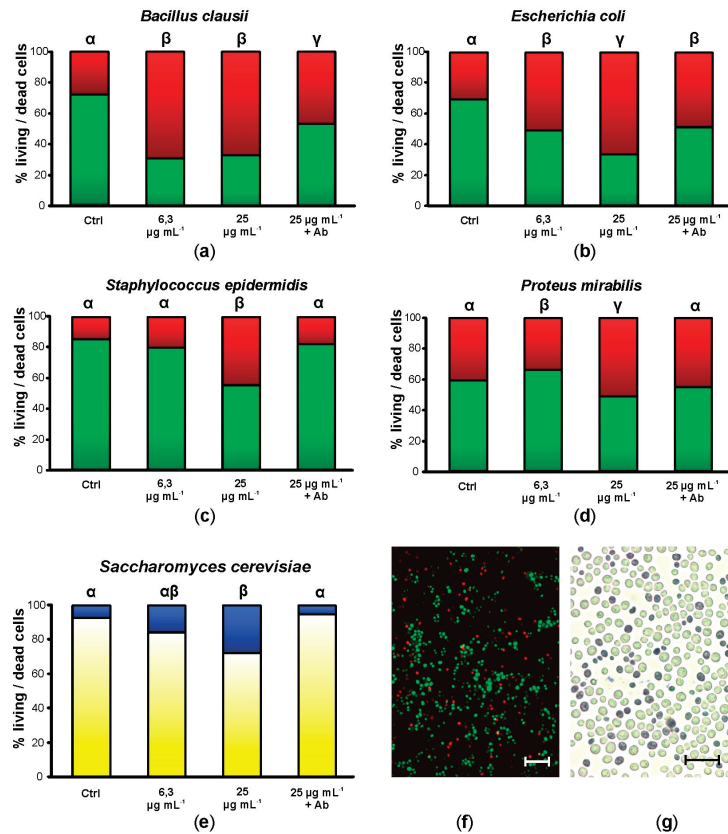 Bacillus clausii
% living / dead cells
100
80
60
40
20
0
α β β γ
Ctrl
6,3
µg mL-1
25
µg mL-1
25 µg mL-1
+ Ab
(a)
Escherichia coli
% living / dead cells
100
80
60
40
20
0
α β γ β
Ctrl
6,3
µg mL-1
25
µg mL-1
25 µg mL-1
+ Ab
(b)
Staphylococcus epidermidis
% living / dead cells
100
80
60
40
20
0
α α β α
Ctrl
6,3
µg mL-1
25
µg mL-1
25 µg mL-1
+ Ab
(c)
Proteus mirabilis
% living / dead cells
100
80
60
40
20
0
α β γ α
Ctrl
6,3
µg mL-1
25
µg mL-1
25 µg mL-1
+ Ab
(d)
Saccharomyces cerevisiae
% living / dead cells
100
80
60
40
20
0
α αβ β α
Ctrl
6,3
µg mL-1
25
µg mL-1
25 µg mL-1
+ Ab
(e)
(f)
(g)